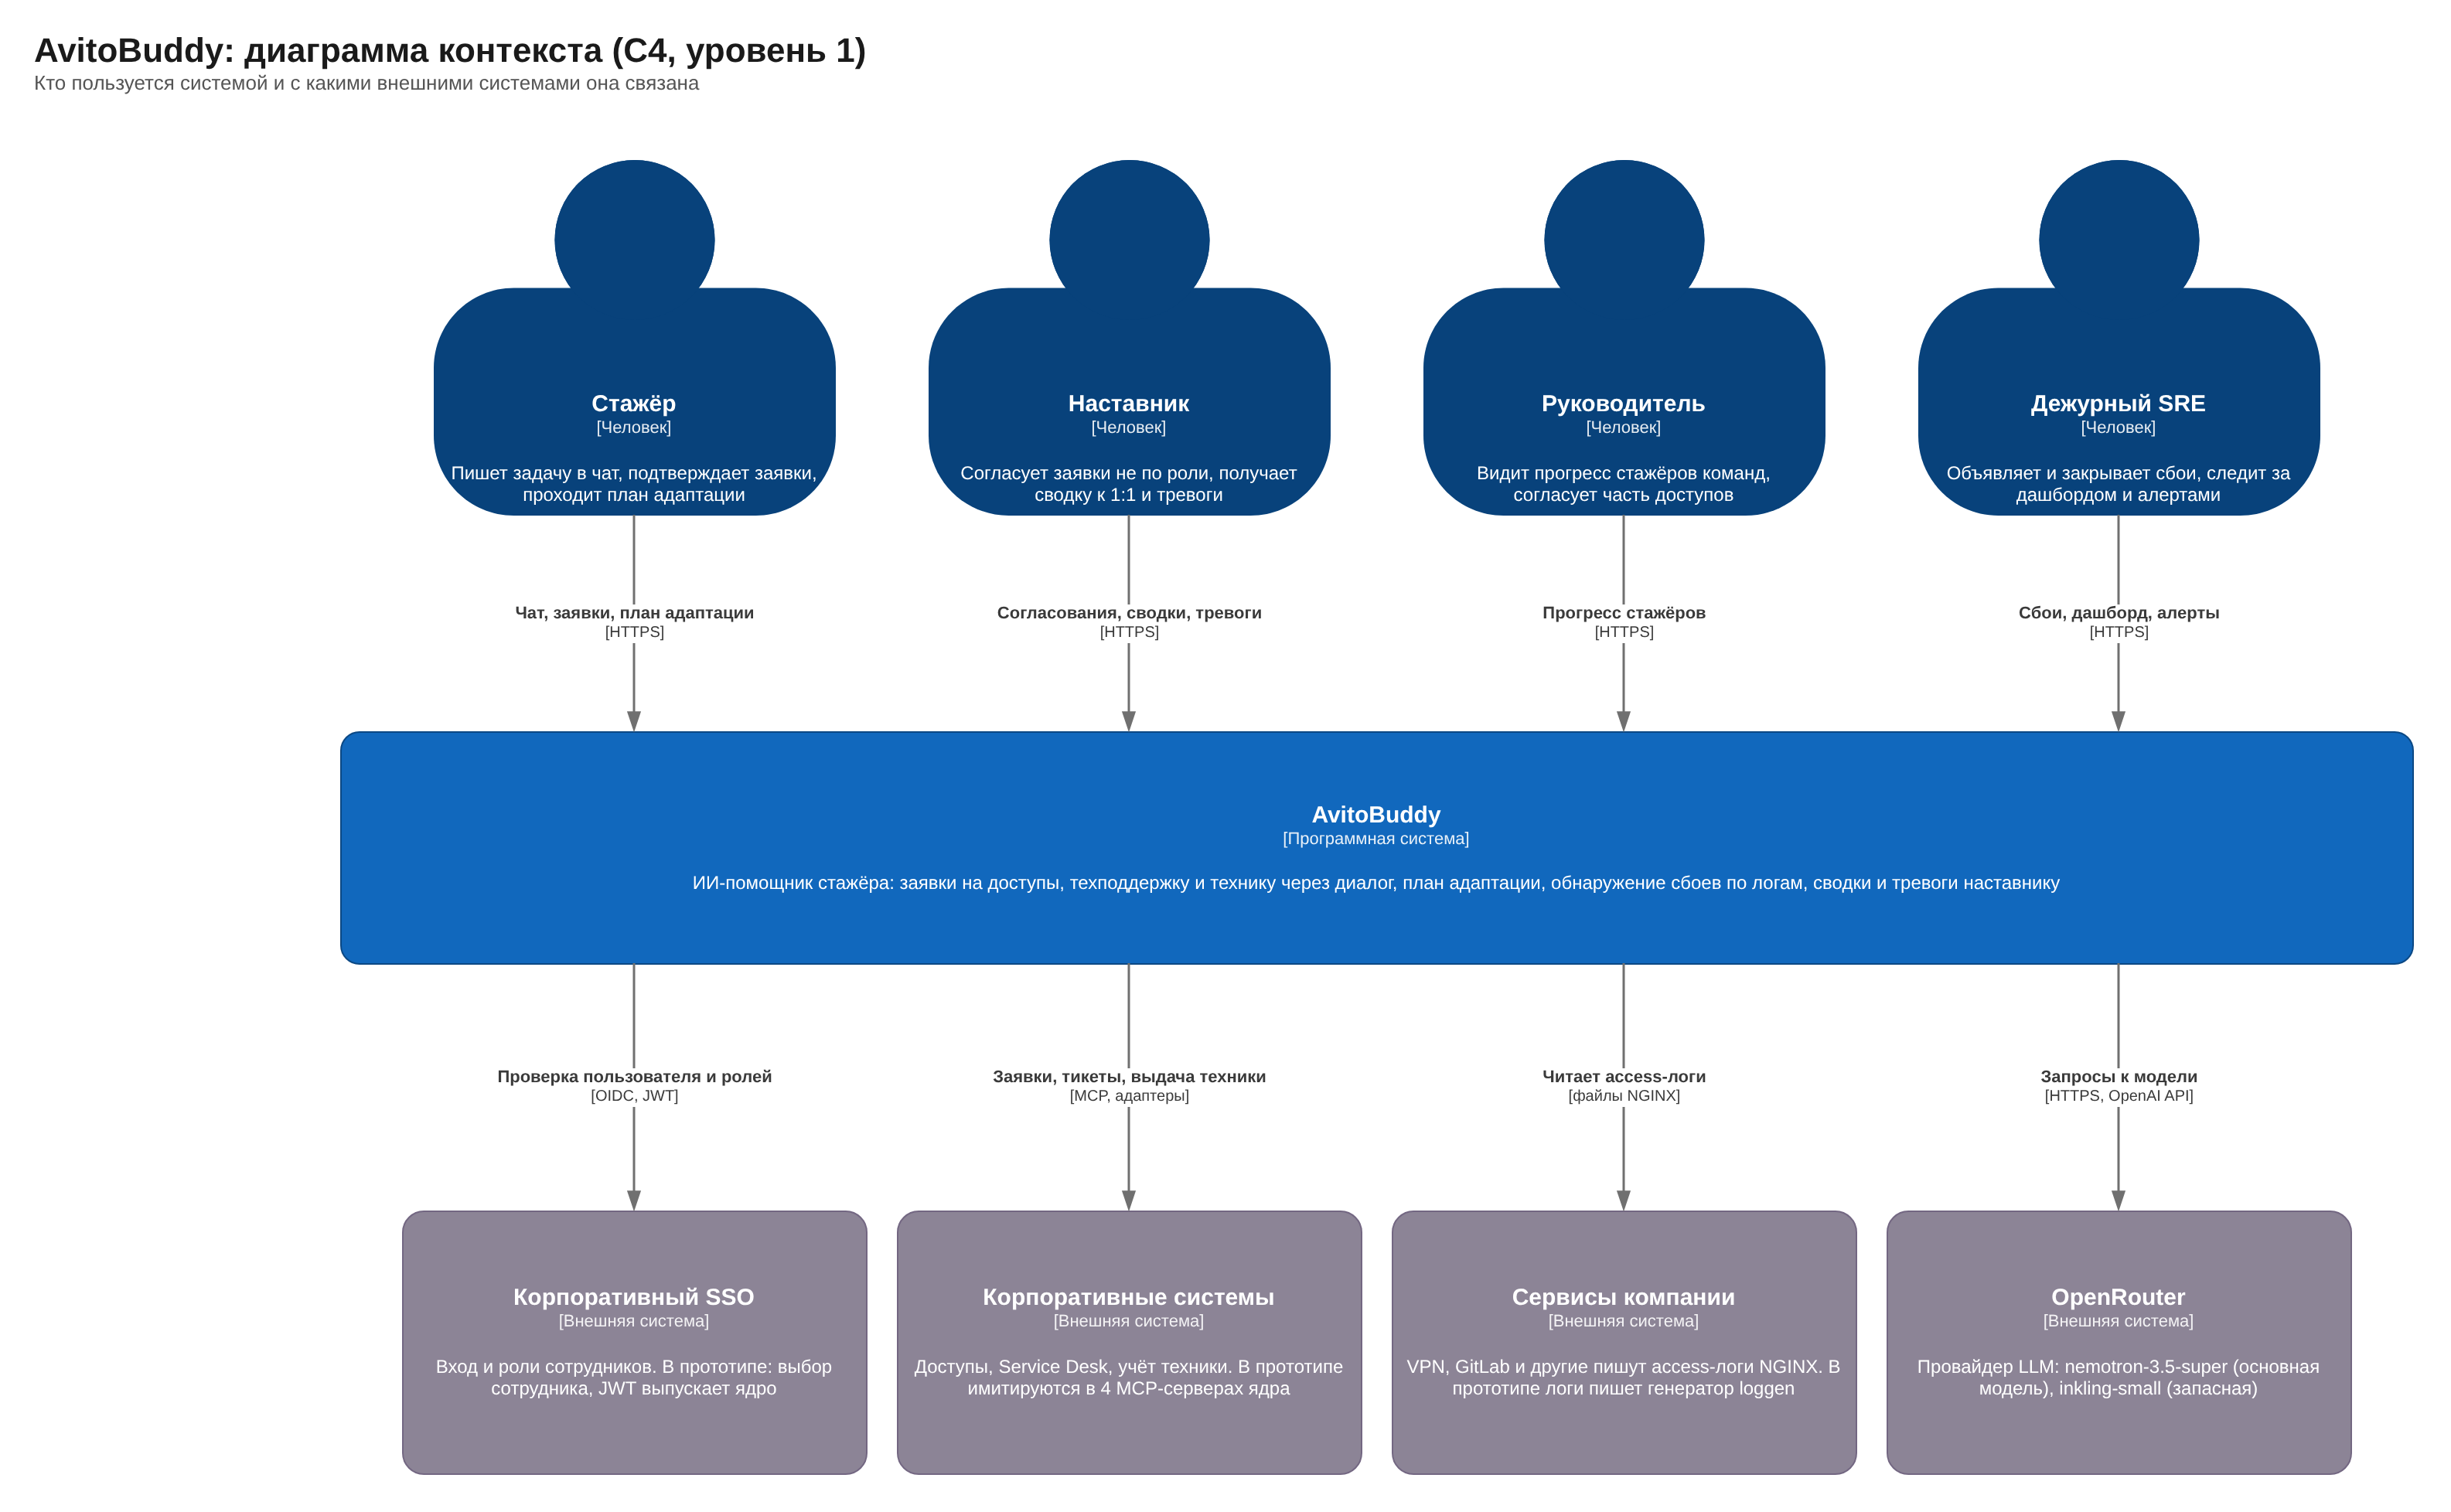 AvitoBuddy: диаграмма контекста (C4, уровень 1)
Кто пользуется системой и с какими внешними системами она связана
Стажёр
[Человек]
Пишет задачу в чат, подтверждает заявки,
проходит план адаптации
Наставник
[Человек]
Согласует заявки не по роли, получает
сводку к 1:1 и тревоги
Руководитель
[Человек]
Видит прогресс стажёров команд,
согласует часть доступов
Дежурный SRE
[Человек]
Объявляет и закрывает сбои, следит за
дашбордом и алертами
Чат, заявки, план адаптации
[HTTPS]
Согласования, сводки, тревоги
[HTTPS]
Прогресс стажёров
[HTTPS]
Сбои, дашборд, алерты
[HTTPS]
AvitoBuddy
[Программная система]
ИИ-помощник стажёра: заявки на доступы, техподдержку и технику через диалог, план адаптации, обнаружение сбоев по логам, сводки и тревоги наставнику
Проверка пользователя и ролей
[OIDC, JWT]
Заявки, тикеты, выдача техники
[MCP, адаптеры]
Читает access-логи
[файлы NGINX]
Запросы к модели
[HTTPS, OpenAI API]
Корпоративный SSO
[Внешняя система]
Вход и роли сотрудников. В прототипе: выбор
сотрудника, JWT выпускает ядро
Корпоративные системы
[Внешняя система]
Доступы, Service Desk, учёт техники. В прототипе
имитируются в 4 MCP-серверах ядра
Сервисы компании
[Внешняя система]
VPN, GitLab и другие пишут access-логи NGINX. В
прототипе логи пишет генератор loggen
OpenRouter
[Внешняя система]
Провайдер LLM: nemotron-3.5-super (основная
модель), inkling-small (запасная)